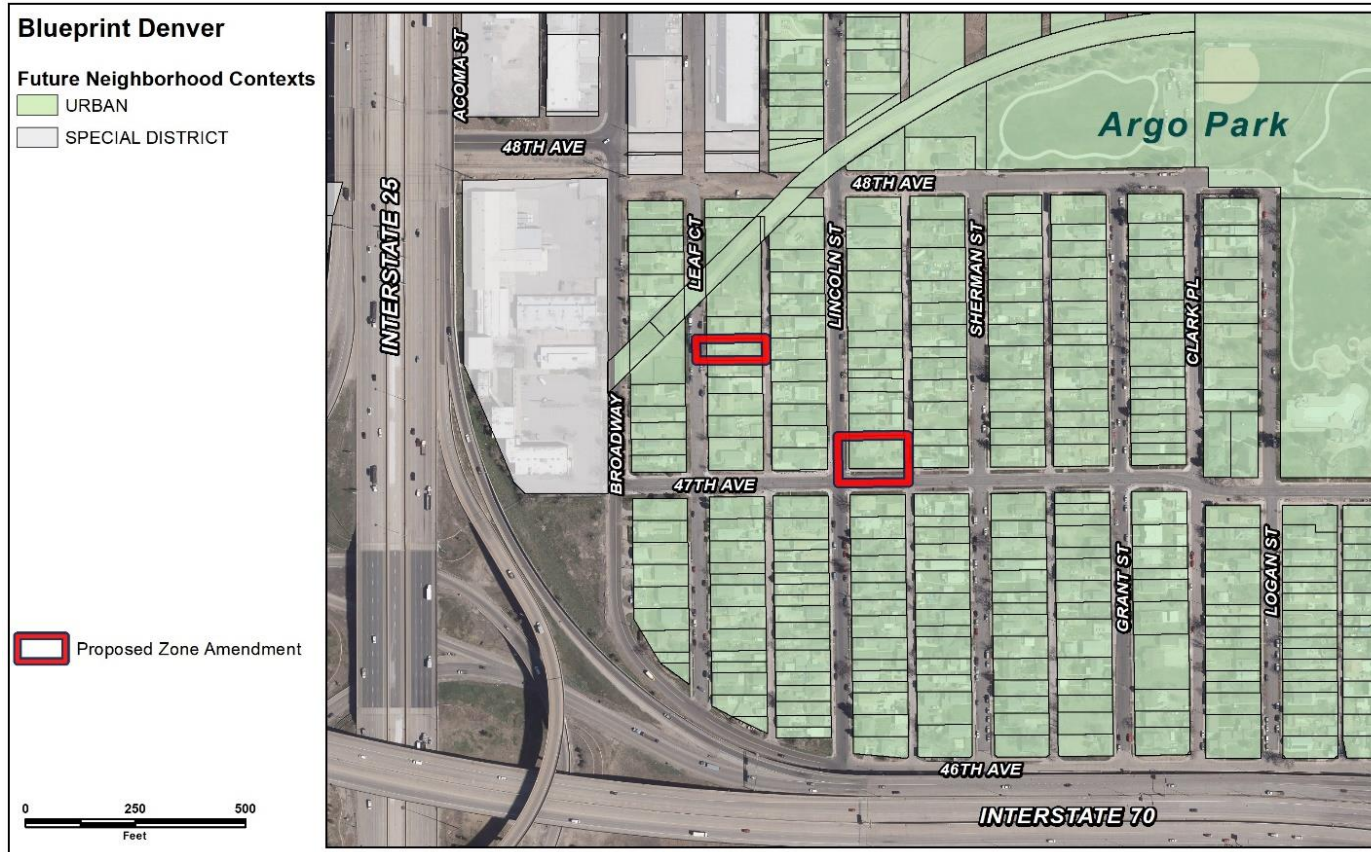 Blueprint Denver
Future Neighborhood Contexts
URBAN
SPECIAL DISTRICT
Proposed Zone Amendment
0 250 500
Feet
ACOMA ST
48TH AVE
INTERSTATE 25
Argo Park
48TH AVE
LEAF CT
LINCOLN ST
SHERMAN ST
CLARK PL
BROADWAY
47TH AVE
GRANT ST
LOGAN ST
46TH AVE
INTERSTATE 70